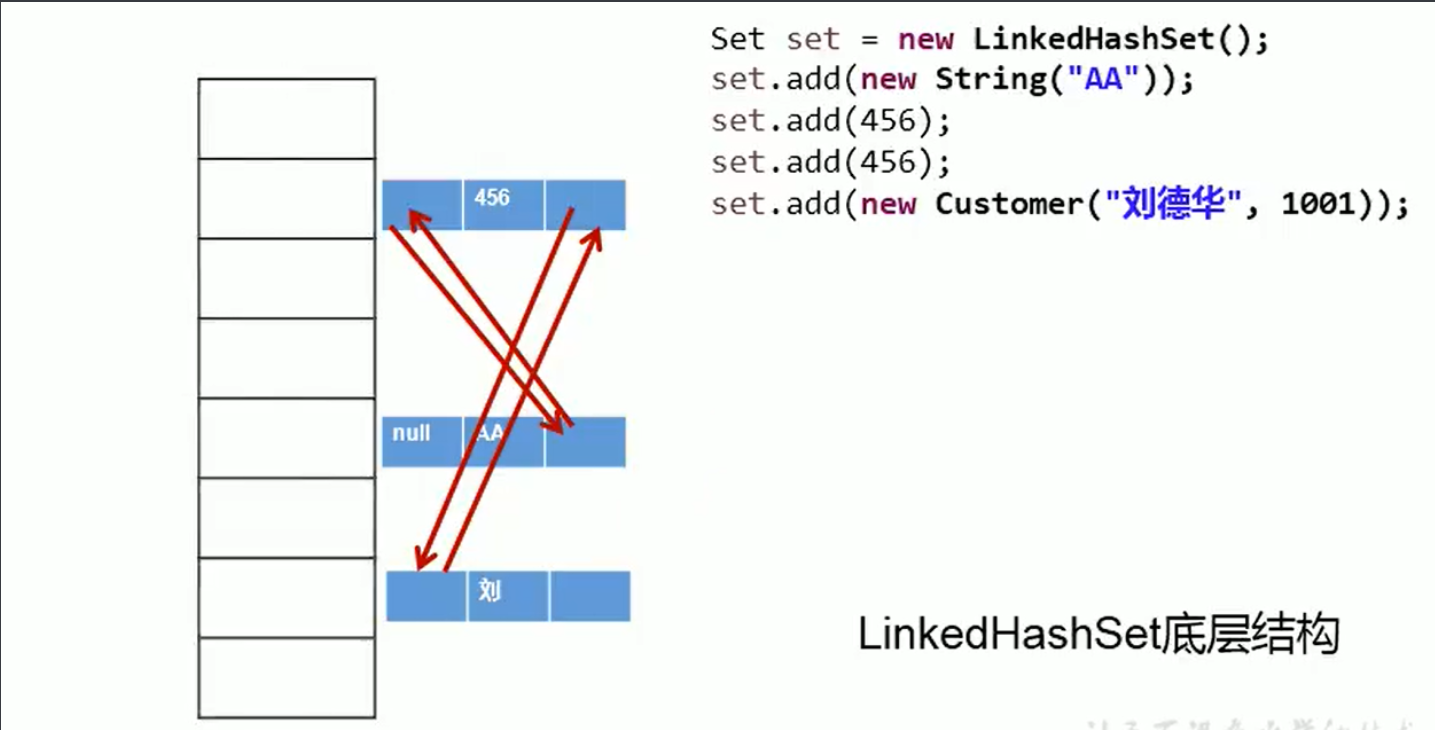 Set set = new LinkedHashSet();
set.add(new String("AA"));
set.add(456);
set.add(456);
set.add(new Customer("刘德华", 1001));
456
null AA
刘
LinkedHashSet底层结构